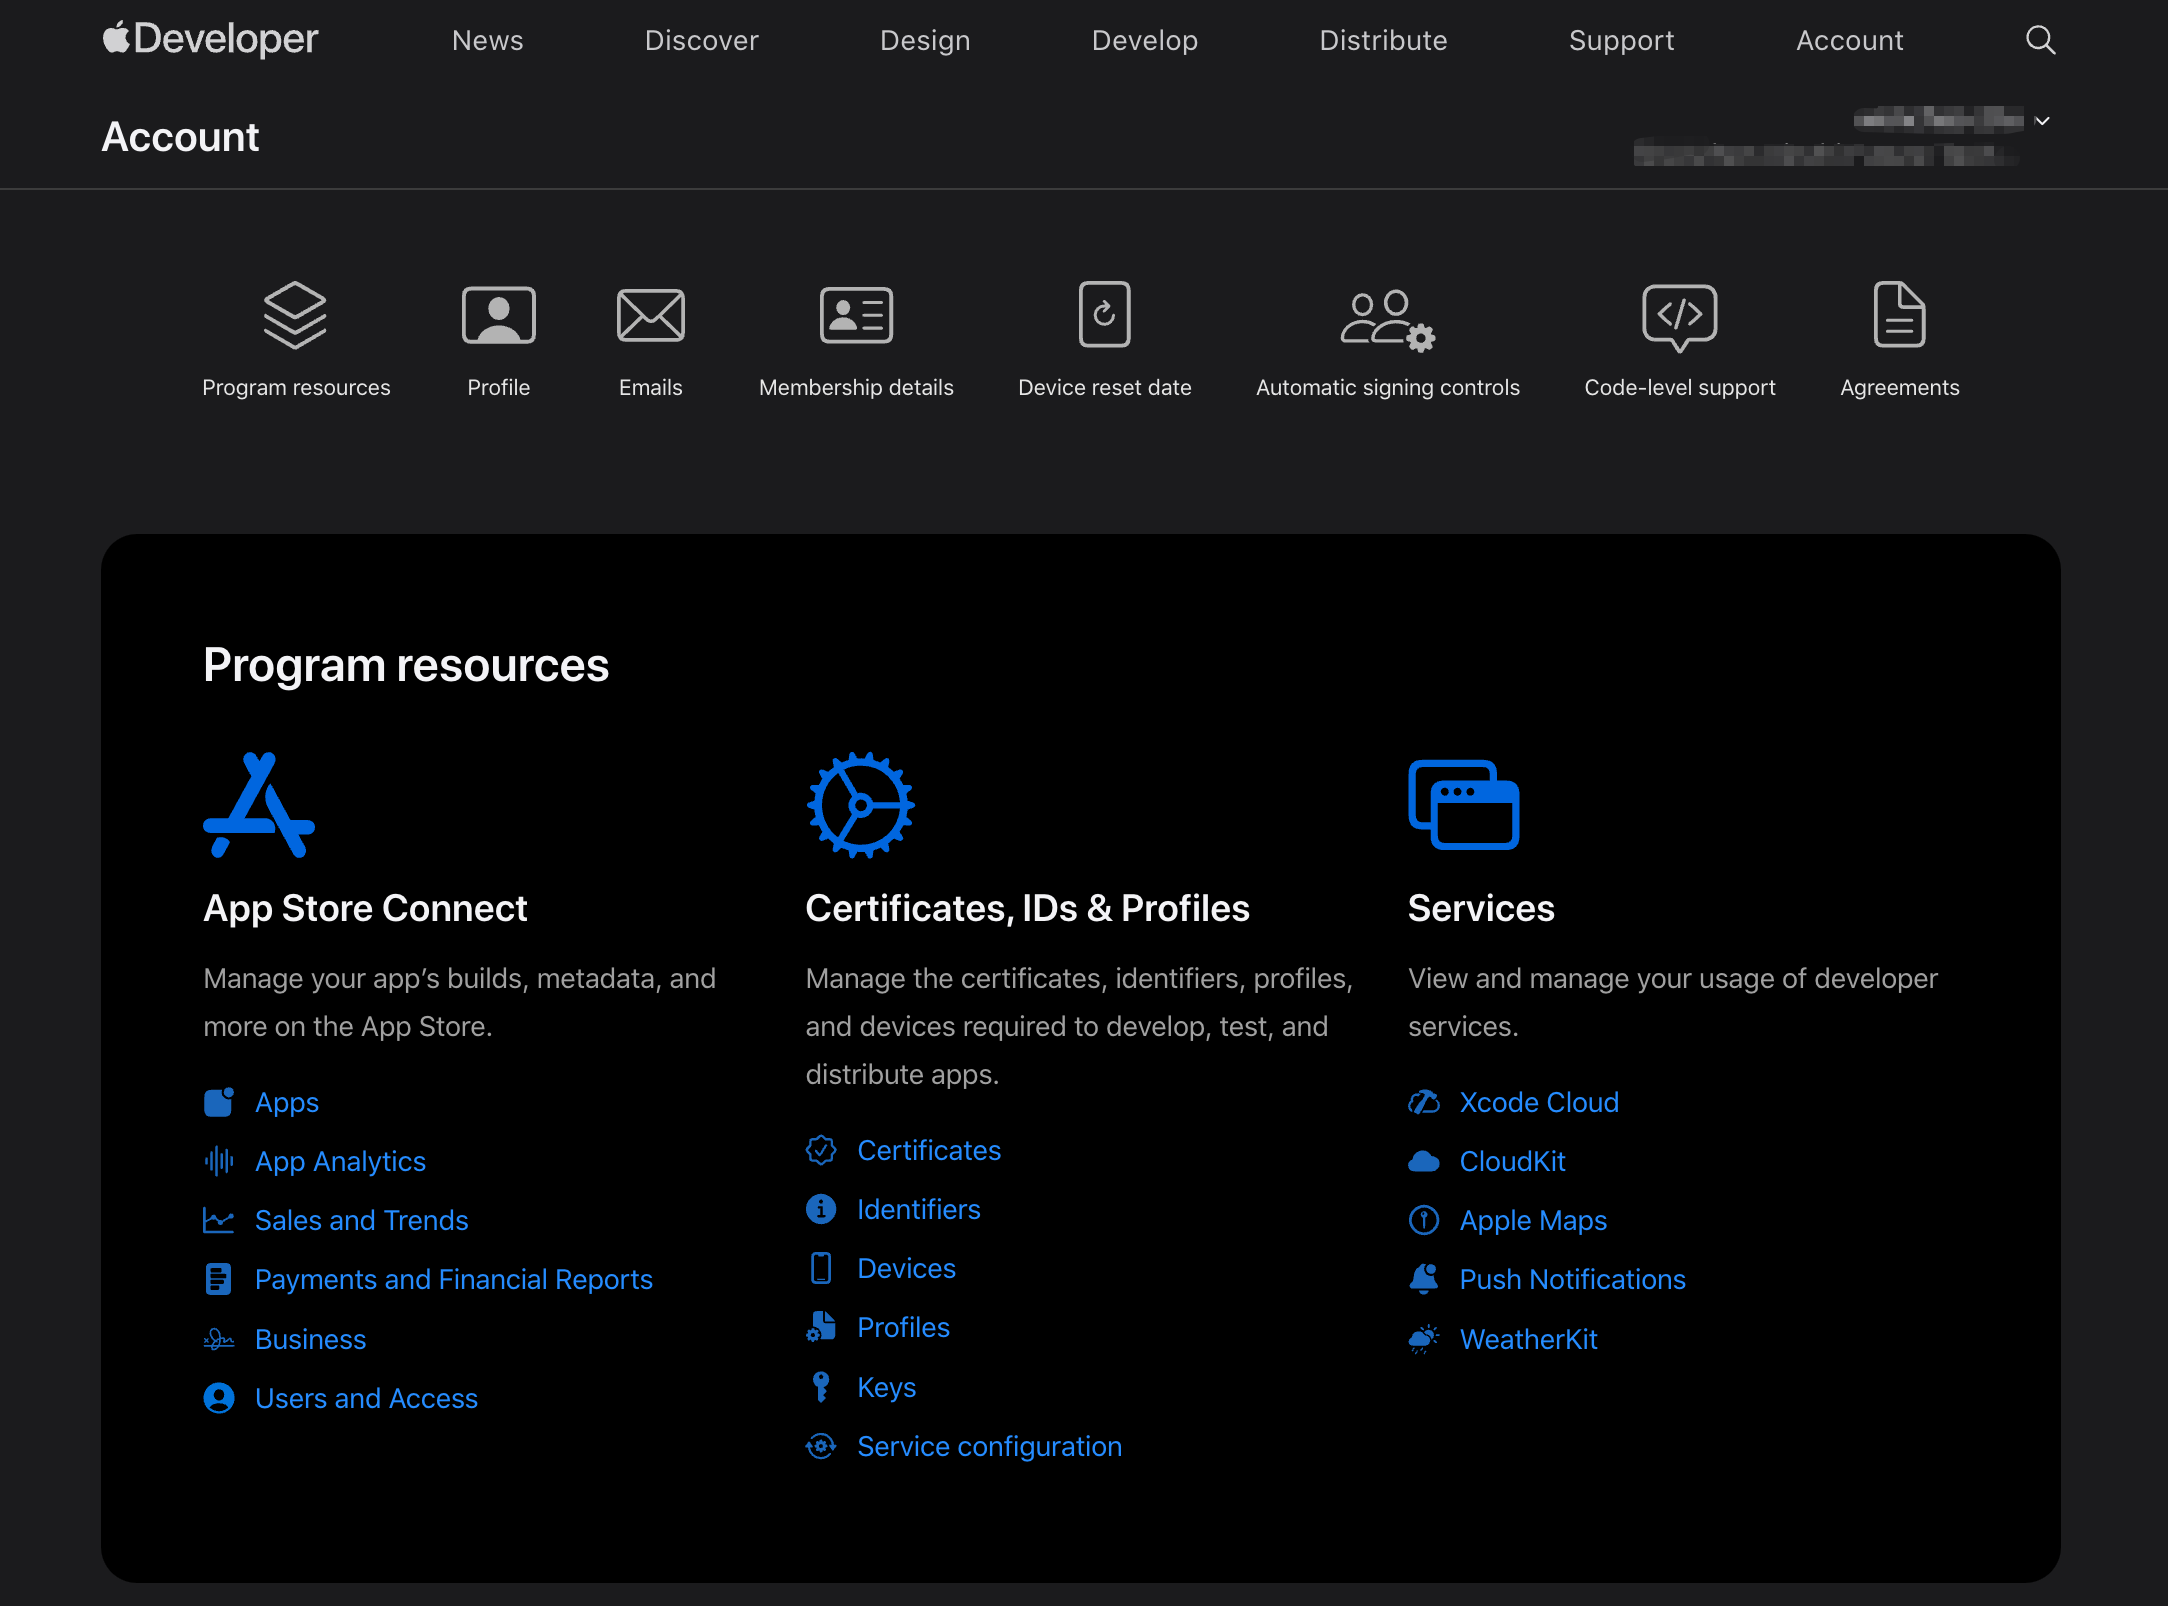 Developer
News
Discover
Design
Develop
Distribute
Support
Account
Account
Program resources
Profile
Emails
Membership details
Device reset date
Automatic signing controls
Code-level support
Agreements
Program resources
App Store Connect
Manage your app’s builds, metadata, and
more on the App Store.
Apps
App Analytics
Sales and Trends
Payments and Financial Reports
Business
Users and Access
Certificates, IDs & Profiles
Manage the certificates, identifiers, profiles,
and devices required to develop, test, and
distribute apps.
Certificates
Identifiers
Devices
Profiles
Keys
Service configuration
Services
View and manage your usage of developer
services.
Xcode Cloud
CloudKit
Apple Maps
Push Notifications
WeatherKit